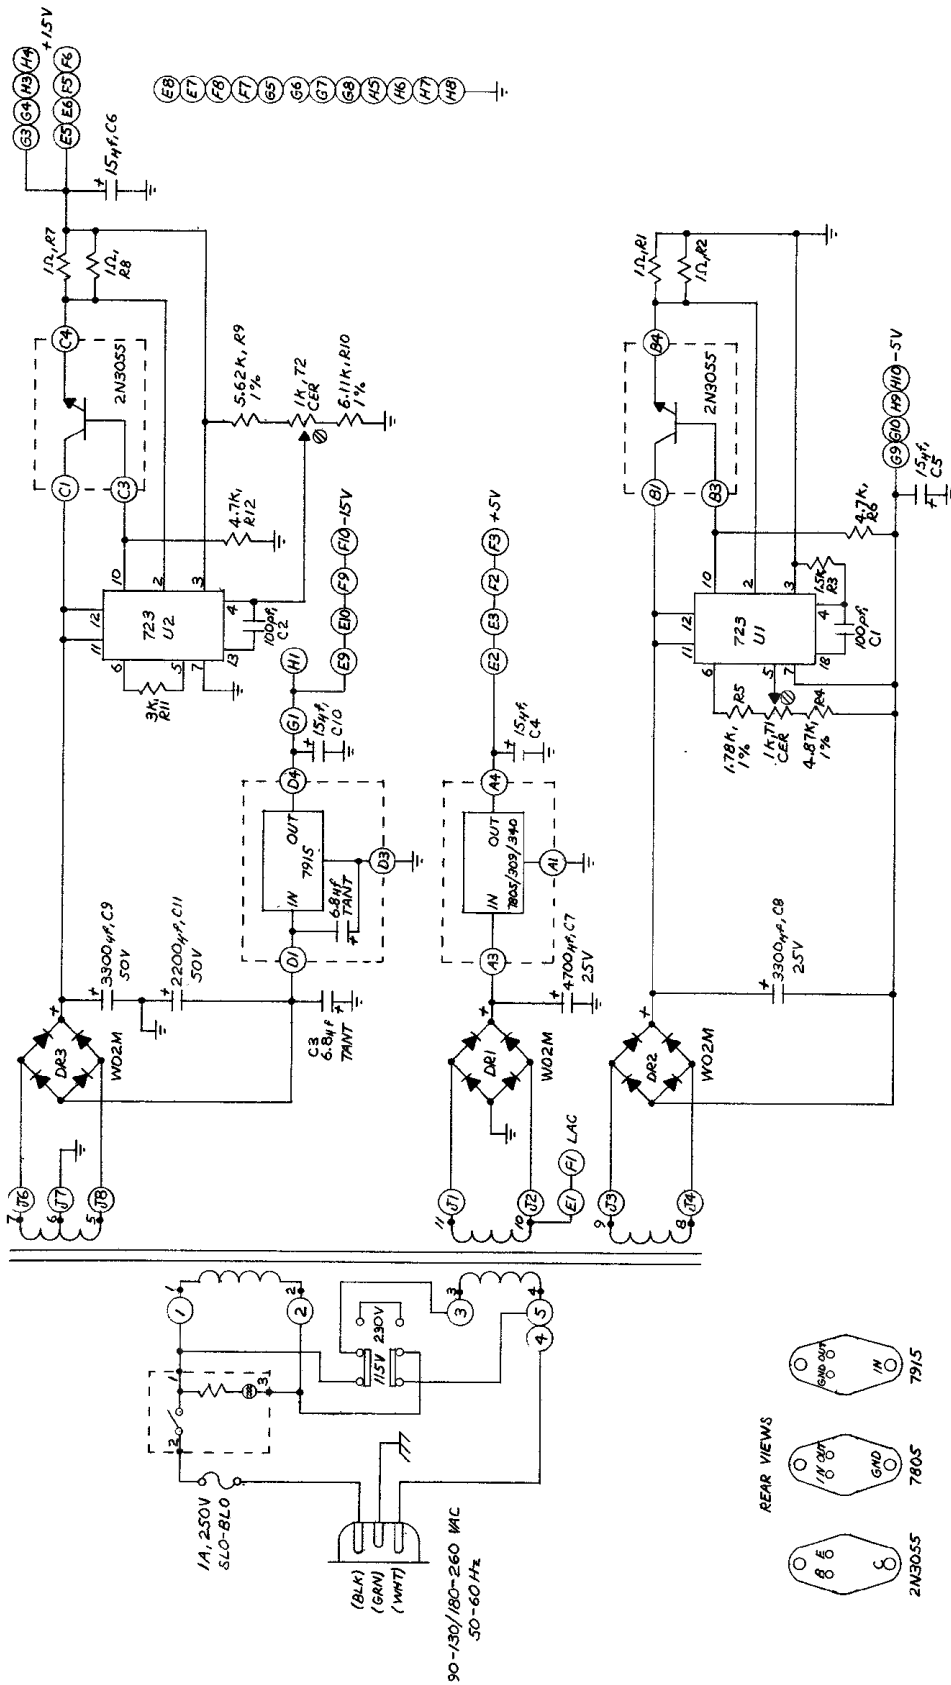 G3 G4 H3 H4
+15V
E5 E6 F5 F6
15μf, C6
E8 E7 F8 F7 G5 G6 G7 G8 H5 H6 H7 H8
1Ω, R7
1Ω, R8
C4
2N3055
C1
C3
4.7K, R12
5.62K, R9
1%
1K, T2
CER
6.11K, R10
1%
12
11
10
2
3
4
13
7
5
6
723
U2
100pf, C2
3K, R11
3300μf, C9
50V
2200μf, C11
50V
+
DR3
W02M
7
J6
6
J7
5
J8
H1
G1
E9 E10 F9 F10 -15V
15μf, C10
D4
OUT
7915
IN
6.8μf
TANT
D3
D1
C3
6.8μf
TANT
E2 E3 F2 F3 +5V
15μf, C4
A4
OUT
7805/309/340
IN
A1
A3
4700μf, C7
25V
+
DR1
W02M
11
J1
10
J2
E1 F1 LAC
1Ω, R1
1Ω, R2
B4
2N3055
B1
B3
4.7K, R6
G9 G10 H9 H10 -5V
15μf, C5
12
11
10
2
3
4
18
7
5
6
723
U1
1.5K
R3
100pf, C1
1.78K, R5
1%
1K, T1
CER
4.87K, R4
1%
3300μf, C8
25V
+
DR2
W02M
9
J3
8
J4
1
1
2
2
3
3
4
5
4
115V
230V
1
2
3
1A, 250V
SLO-BLO
(BLK)
(GRN)
(WHT)
90-130/180-260 VAC
50-60 Hz
REAR VIEWS
B E
C
2N3055
IN OUT
GND
7805
GND OUT
IN
7915